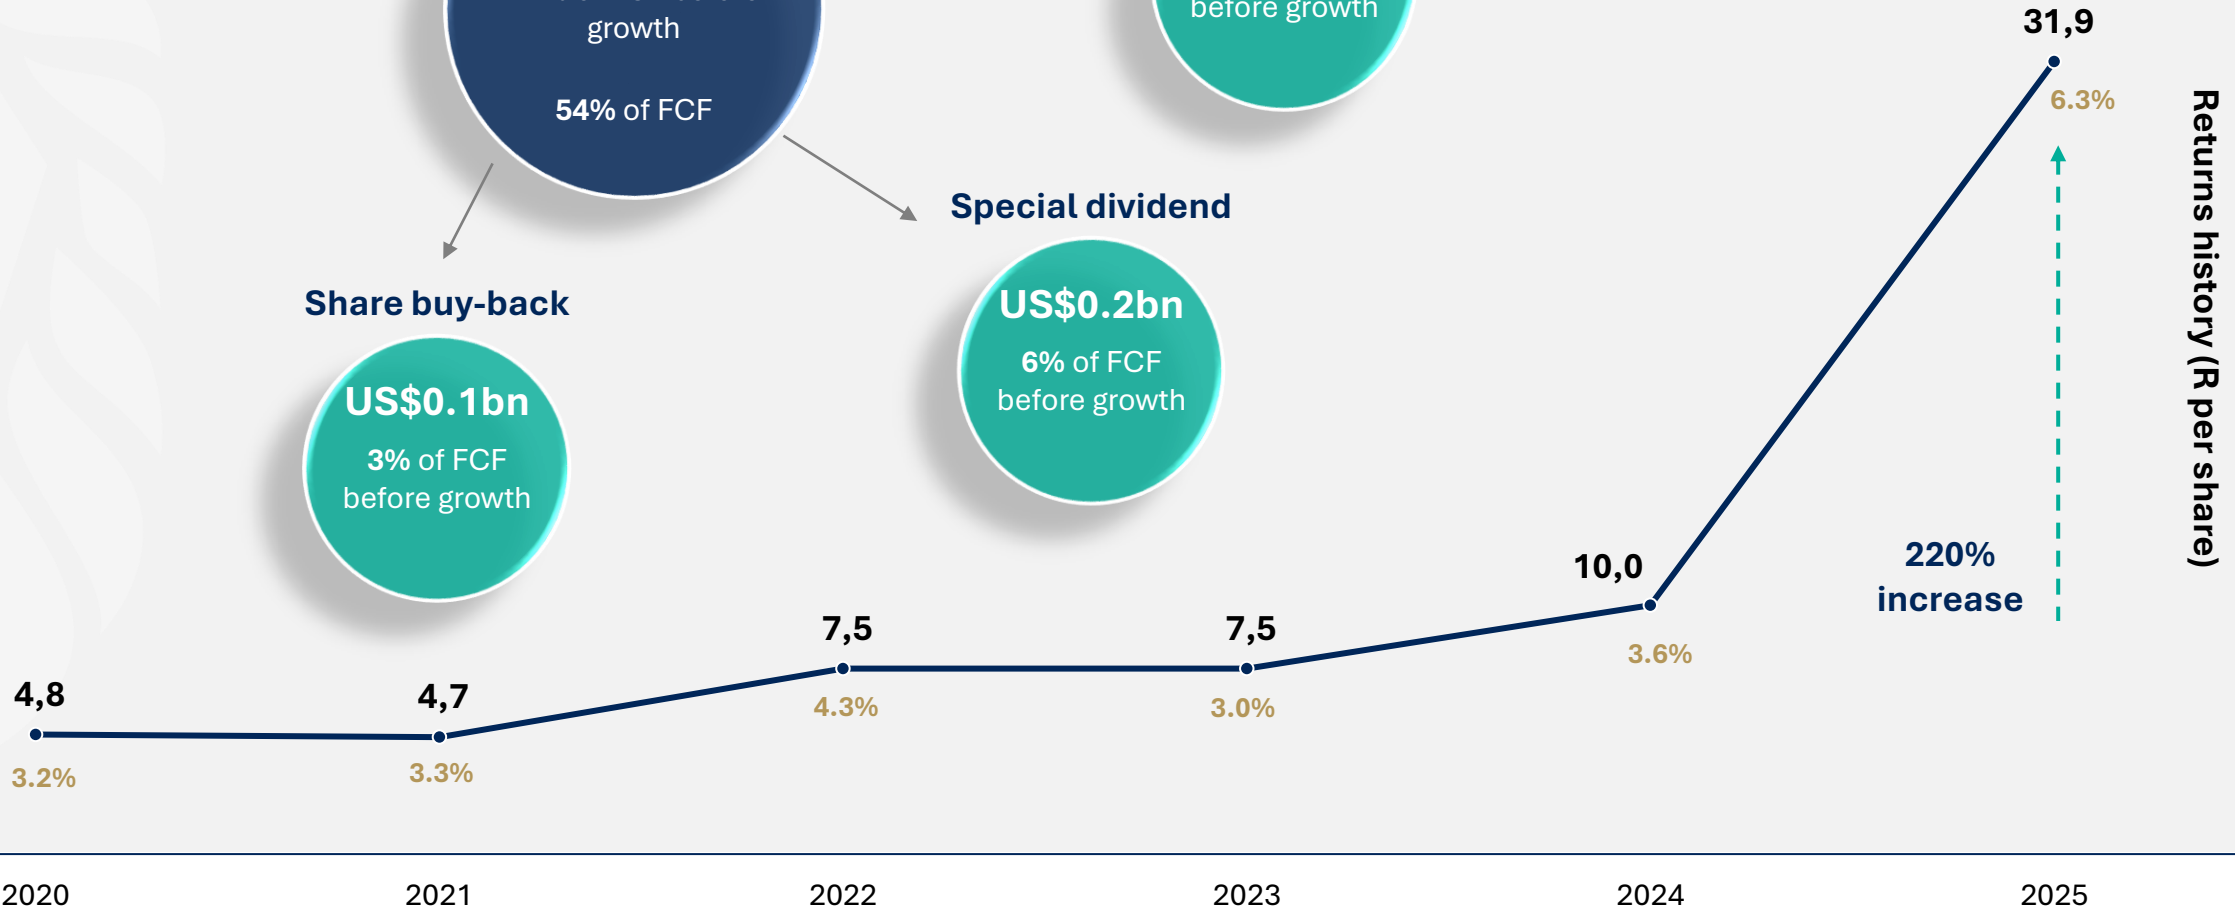 growth
54% of FCF
before growth
Special dividend
US$0.2bn
6% of FCF
before growth
Share buy-back
US$0.1bn
3% of FCF
before growth
31,9
6.3%
Returns history (R per share)
220%
increase
10,0
3.6%
7,5
3.0%
7,5
4.3%
4,7
3.3%
4,8
3.2%
2020
2021
2022
2023
2024
2025